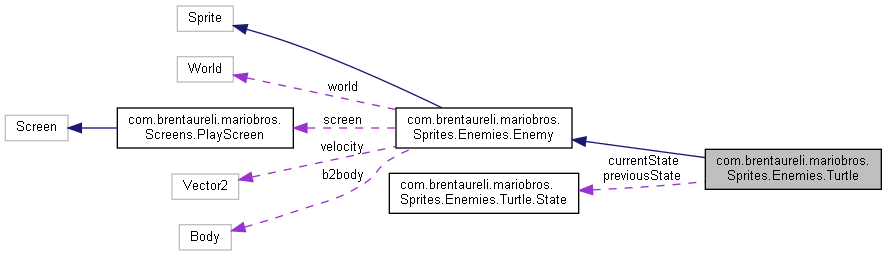 Sprite
World
world
Screen
com.brentaureli.mariobros.
Screens.PlayScreen
screen
com.brentaureli.mariobros.
Sprites.Enemies.Enemy
velocity
Vector2
b2body
Body
currentState
previousState
com.brentaureli.mariobros.
Sprites.Enemies.Turtle.State
com.brentaureli.mariobros.
Sprites.Enemies.Turtle